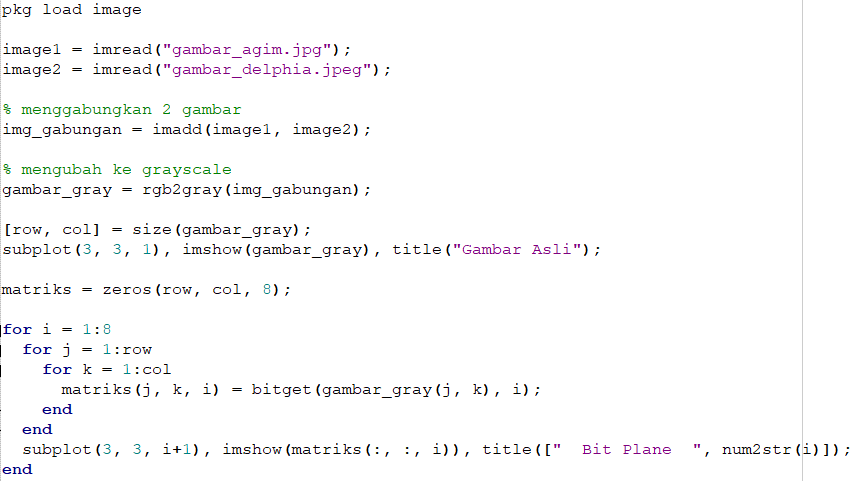 pkg load image
image1 = imread("gambar_agim.jpg");
image2 = imread("gambar_delphia.jpeg");
% menggabungkan 2 gambar
img_gabungan = imadd(image1, image2);
% mengubah ke grayscale
gambar_gray = rgb2gray(img_gabungan);
[row, col] = size(gambar_gray);
subplot(3, 3, 1), imshow(gambar_gray), title("Gambar Asli");
matriks = zeros(row, col, 8);
for i = 1:8
  for j = 1:row
    for k = 1:col
      matriks(j, k, i) = bitget(gambar_gray(j, k), i);
    end
  end
  subplot(3, 3, i+1), imshow(matriks(:, :, i)), title(["  Bit Plane  ", num2str(i)]);
end